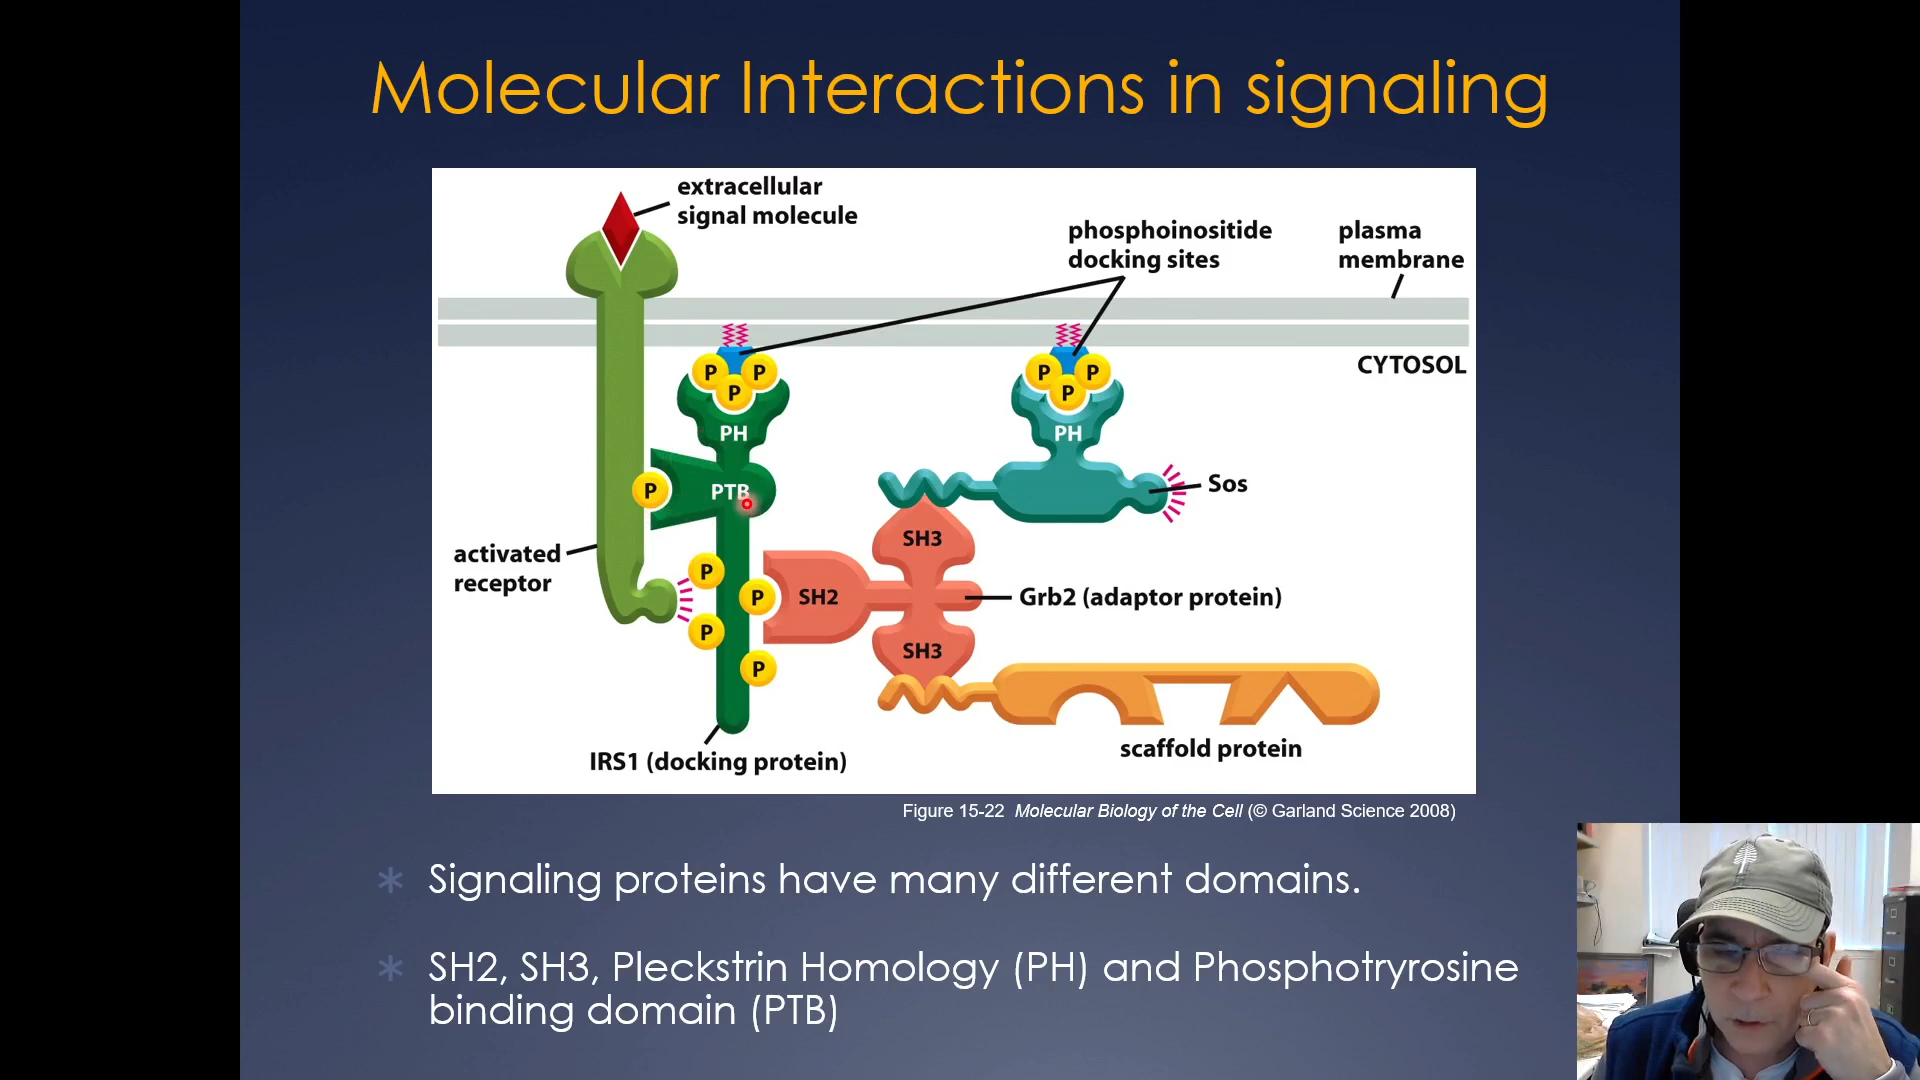 Molecular Interactions in signaling
extracellular
signal molecule
phosphoinositide
docking sites
plasma
membrane
P
P
P
P
P
P
CYTOSOL
PH
PH
P
PTB
Sos
SH3
activated
receptor
P
P
SH2
Grb2 (adaptor protein)
P
SH3
P
scaffold protein
IRS1 (docking protein)
Figure 15-22 Molecular Biology of the Cell (© Garland Science 2008)
Signaling proteins have many different domains.
SH2, SH3, Pleckstrin Homology (PH) and Phosphotryrosine
binding domain (PTB)